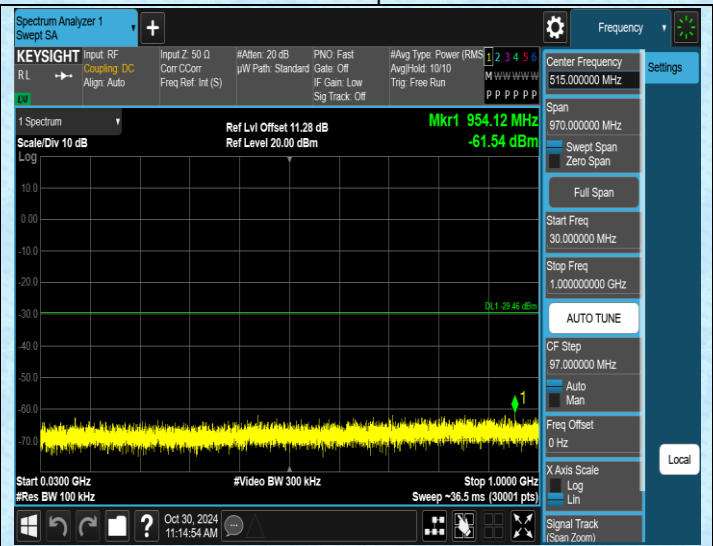 Spectrum Analyzer 1
Swept SA
+
Frequency
KEYSIGHT
RL
LXI
Input: RF
Coupling: DC
Align: Auto
Input Z: 50 Ω
Corr CCorr
Freq Ref: Int (S)
#Atten: 20 dB
µW Path: Standard
PNO: Fast
Gate: Off
IF Gain: Low
Sig Track: Off
#Avg Type: Power (RMS
Avg|Hold: 10/10
Trig: Free Run
1 2 3 4 5 6
M W W W W W
P P P P P P
1 Spectrum
Scale/Div 10 dB
Log
Ref Lvl Offset 11.28 dB
Ref Level 20.00 dBm
Mkr1 954.12 MHz
-61.54 dBm
10.0
0.00
-10.0
-20.0
DL1 -29.46 dBm
-30.0
-40.0
-50.0
1
-60.0
-70.0
Start 0.0300 GHz
#Res BW 100 kHz
#Video BW 300 kHz
Stop 1.0000 GHz
Sweep ~36.5 ms (30001 pts)
Center Frequency
515.000000 MHz
Settings
Span
970.000000 MHz
Swept Span
Zero Span
Full Span
Start Freq
30.000000 MHz
Stop Freq
1.000000000 GHz
AUTO TUNE
CF Step
97.000000 MHz
Auto
Man
Freq Offset
0 Hz
X Axis Scale
Log
Lin
Local
Signal Track
(Span Zoom)
?
Oct 30, 2024
11:14:54 AM